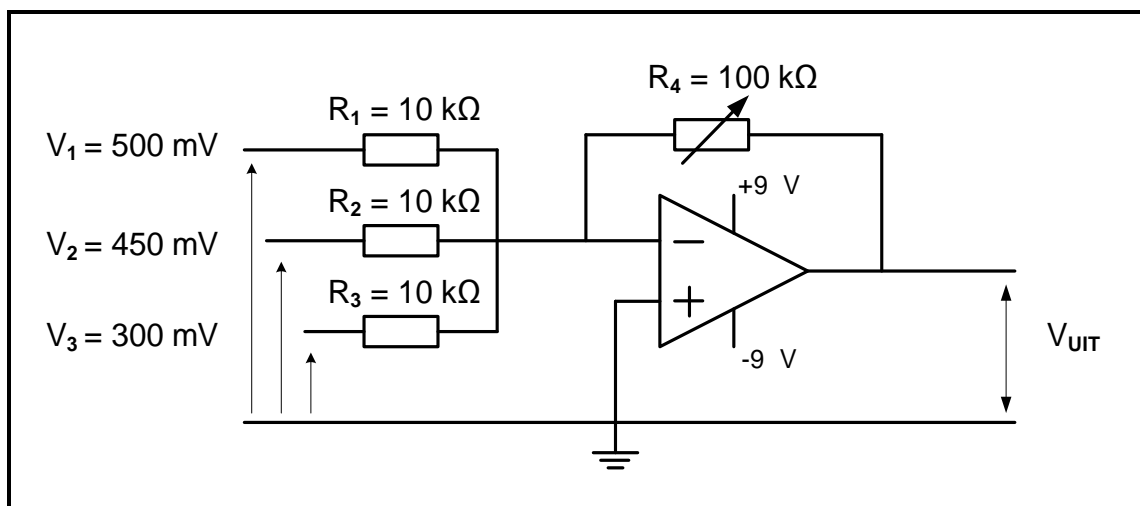 R₄ = 100 kΩ
R₁ = 10 kΩ
V₁ = 500 mV
+9 V
R₂ = 10 kΩ
V₂ = 450 mV
−
R₃ = 10 kΩ
+
V₃ = 300 mV
-9 V
V_UIT